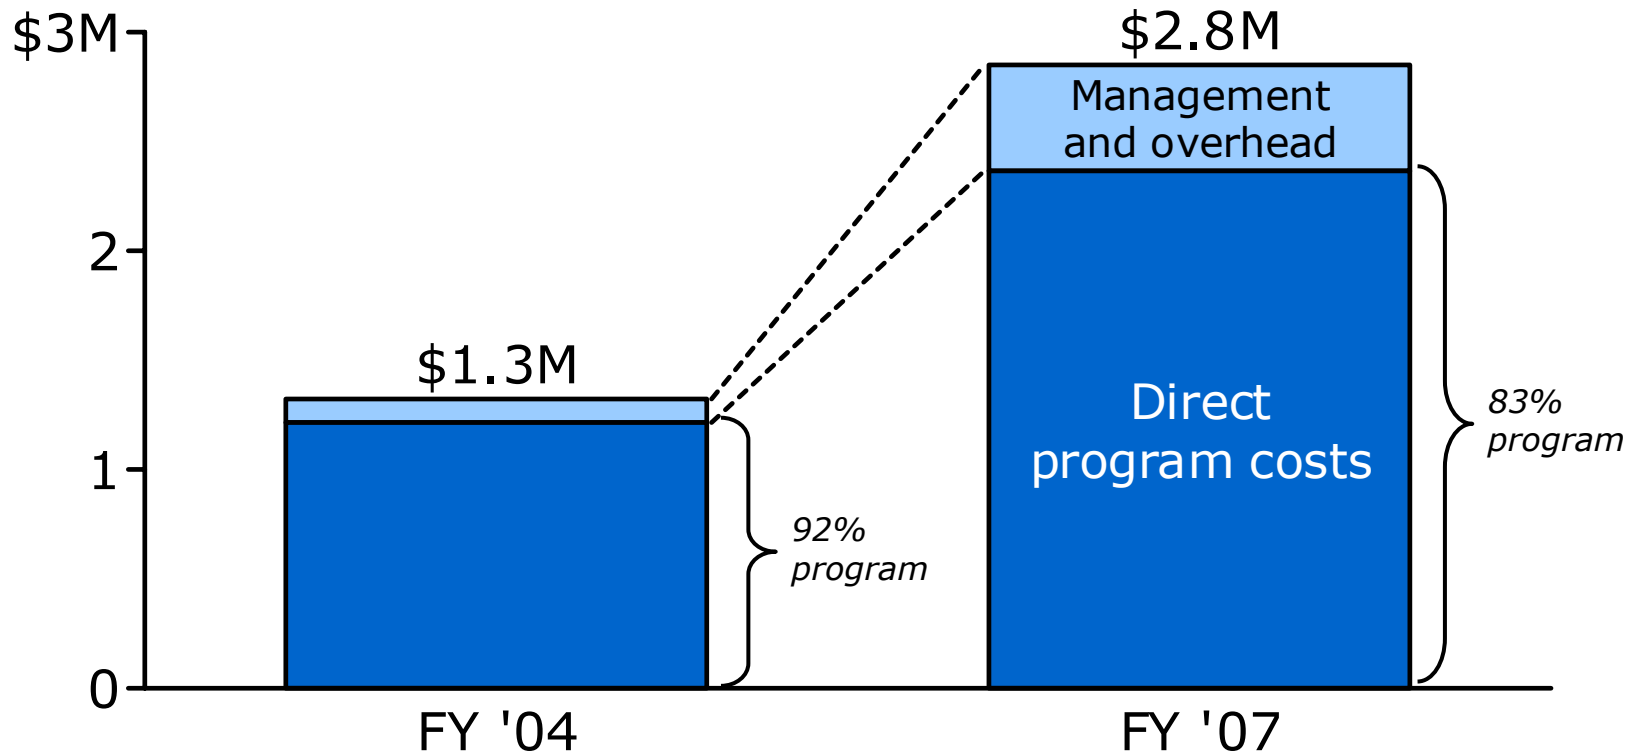 $3M
2
1
0
$1.3M
92%
program
FY '04
$2.8M
Management
and overhead
Direct
program costs
83%
program
FY '07